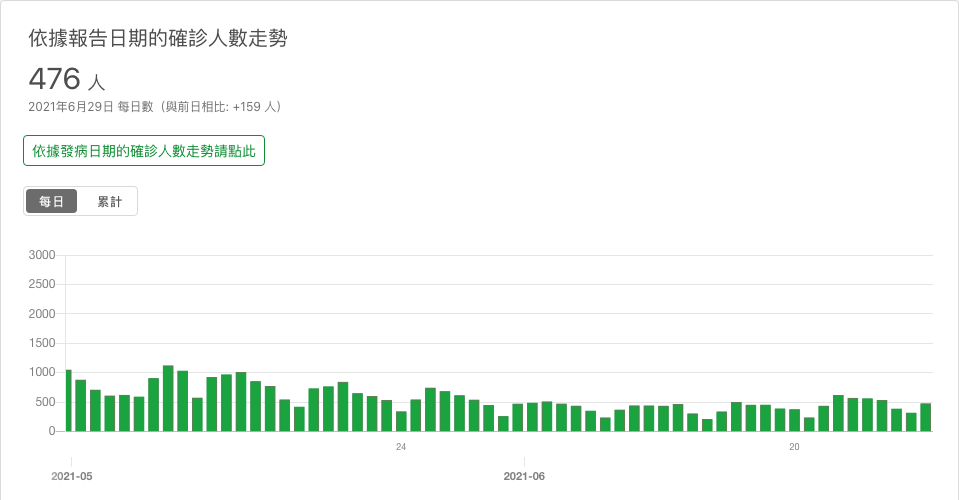 依據報告日期的確診人數走勢
476 人
2021年6月29日 每日數（與前日相比: +159 人）
依據發病日期的確診人數走勢請點此
每日 累計
3000
2500
2000
1500
1000
500
0
24 20
2021-05 2021-06